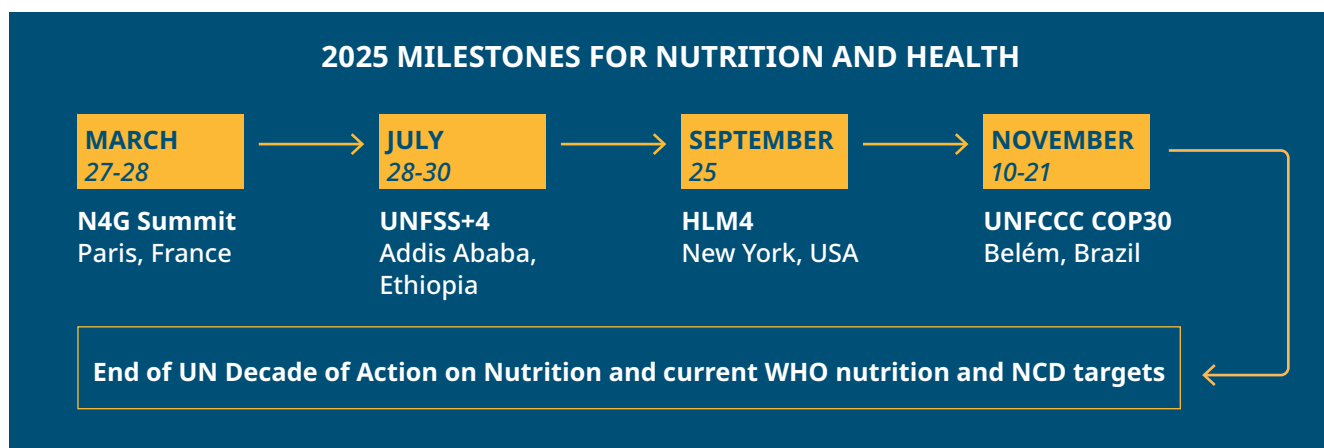 2025 MILESTONES FOR NUTRITION AND HEALTH
MARCH
27-28
N4G Summit
Paris, France
JULY
28-30
UNFSS+4
Addis Ababa,
Ethiopia
SEPTEMBER
25
HLM4
New York, USA
NOVEMBER
10-21
UNFCCC COP30
Belém, Brazil
End of UN Decade of Action on Nutrition and current WHO nutrition and NCD targets